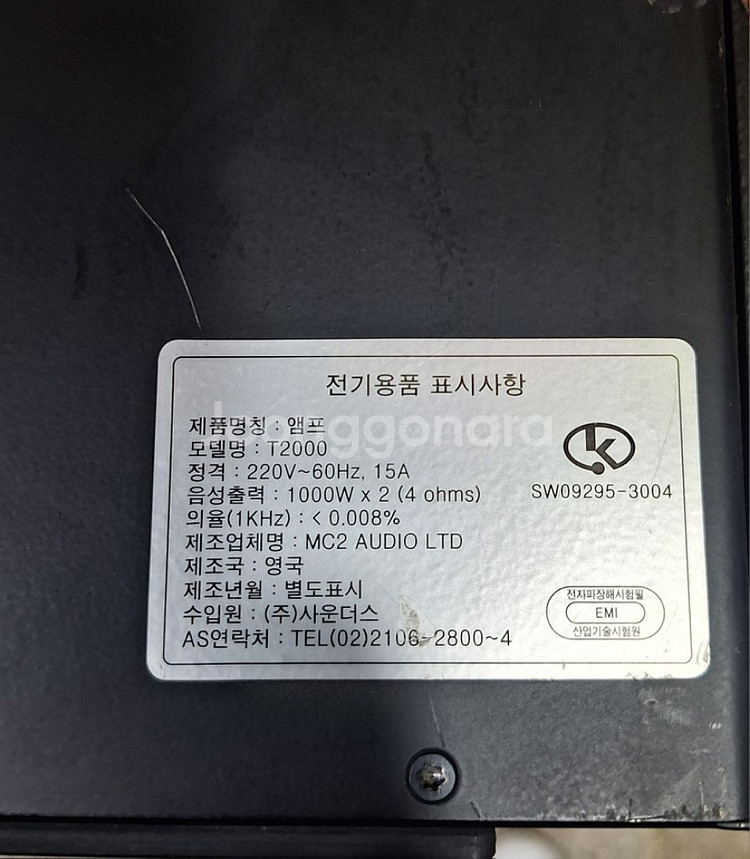 전기용품 표시사항
제품명칭 : 앰프
모델명 : T2000
정격 : 220V~60Hz, 15A
음성출력 : 1000W x 2 (4 ohms)
의율(1KHz) : < 0.008%
제조업체명 : MC2 AUDIO LTD
제조국 : 영국
제조년월 : 별도표시
수입원 : (주)사운더스
AS연락처 : TEL(02)2106-2800~4
K
SW09295-3004
전자파장해시험필
EMI
산업기술시험원
Joonggonara